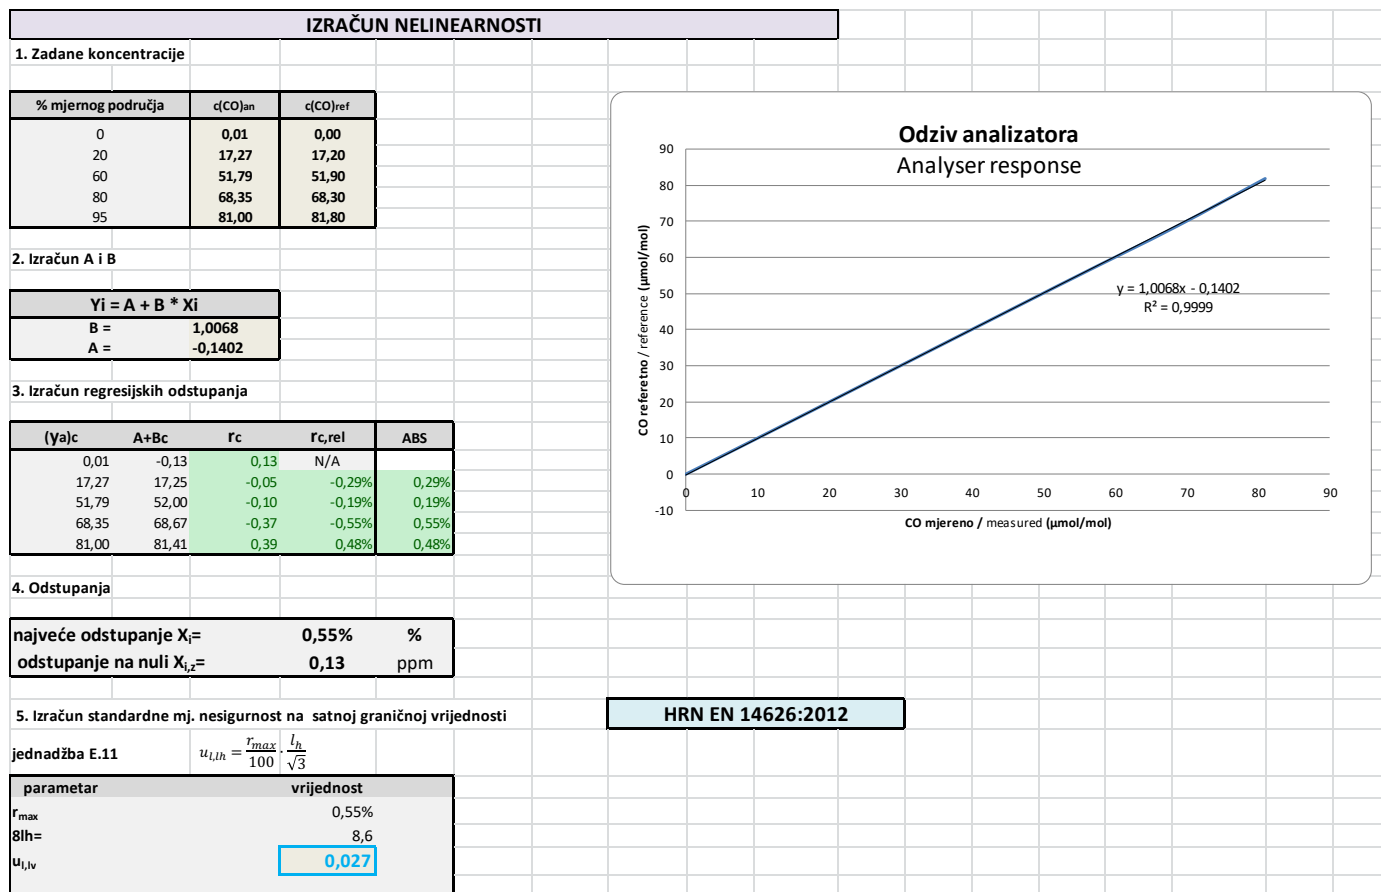 IZRAČUN NELINEARNOSTI
1. Zadane koncentracije
% mjernog područja c(CO)an c(CO)ref
0 0,01 0,00
20 17,27 17,20
60 51,79 51,90
80 68,35 68,30
95 81,00 81,80
2. Izračun A i B
Yi = A + B * Xi
B = 1,0068
A = -0,1402
3. Izračun regresijskih odstupanja
(ya)c A+Bc rc rc,rel ABS
0,01 -0,13 0,13 N/A
17,27 17,25 -0,05 -0,29% 0,29%
51,79 52,00 -0,10 -0,19% 0,19%
68,35 68,67 -0,37 -0,55% 0,55%
81,00 81,41 0,39 0,48% 0,48%
4. Odstupanja
najveće odstupanje Xi= 0,55% %
odstupanje na nuli Xi,z= 0,13 ppm
Odziv analizatora
Analyser response
90
80
70
60
50
40
30
20
10
0
-10
0 10 20 30 40 50 60 70 80 90
y = 1,0068x - 0,1402
R² = 0,9999
CO referetno / reference (µmol/mol)
CO mjereno / measured (µmol/mol)
5. Izračun standardne mj. nesigurnost na satnoj graničnoj vrijednosti
HRN EN 14626:2012
jednadžba E.11 u_{l,lh} = r_{max}/100 · l_h/√3
parametar vrijednost
rmax 0,55%
8lh= 8,6
ul,lv 0,027